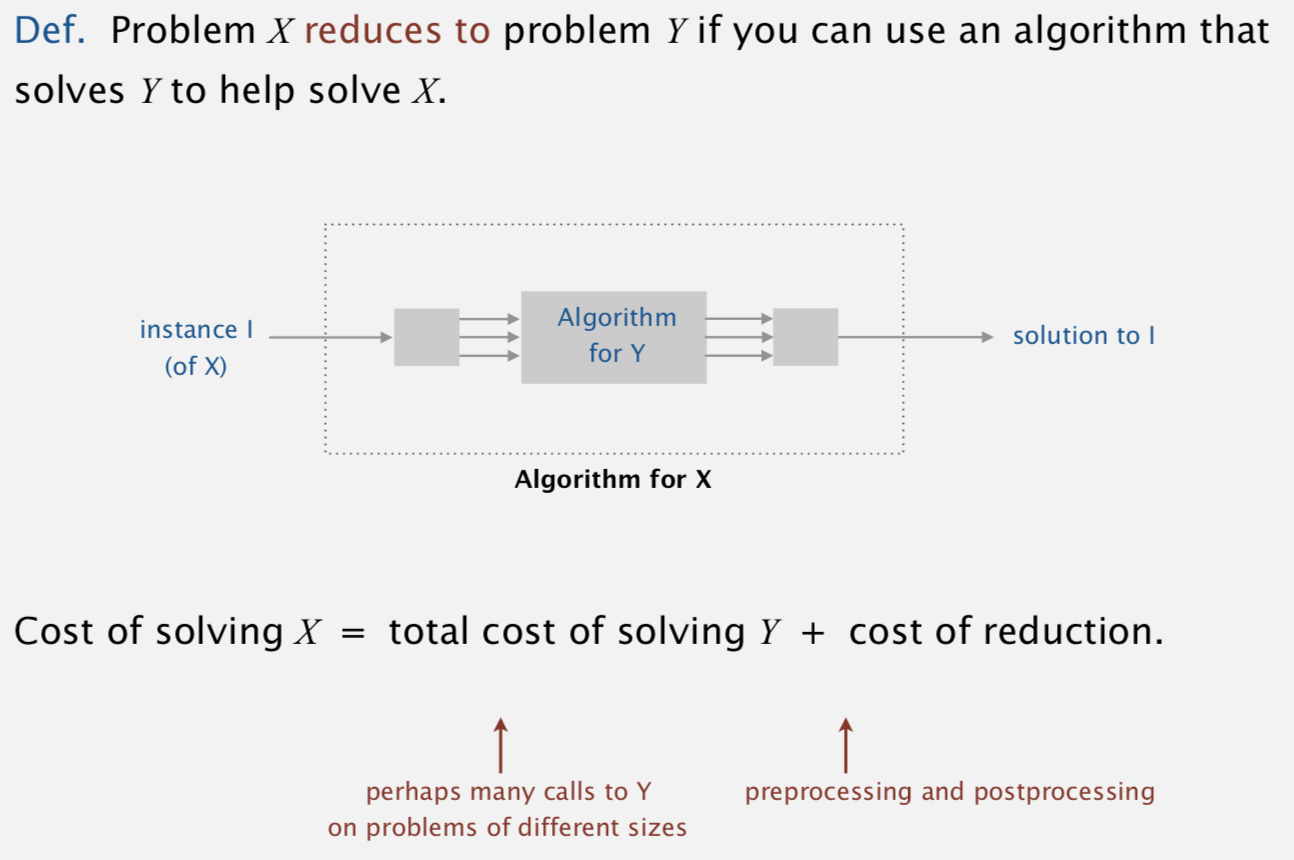 Def. Problem X reduces to problem Y if you can use an algorithm that
solves Y to help solve X.
instance I
(of X)
Algorithm
for Y
solution to I
Algorithm for X
Cost of solving X = total cost of solving Y + cost of reduction.
perhaps many calls to Y
on problems of different sizes
preprocessing and postprocessing